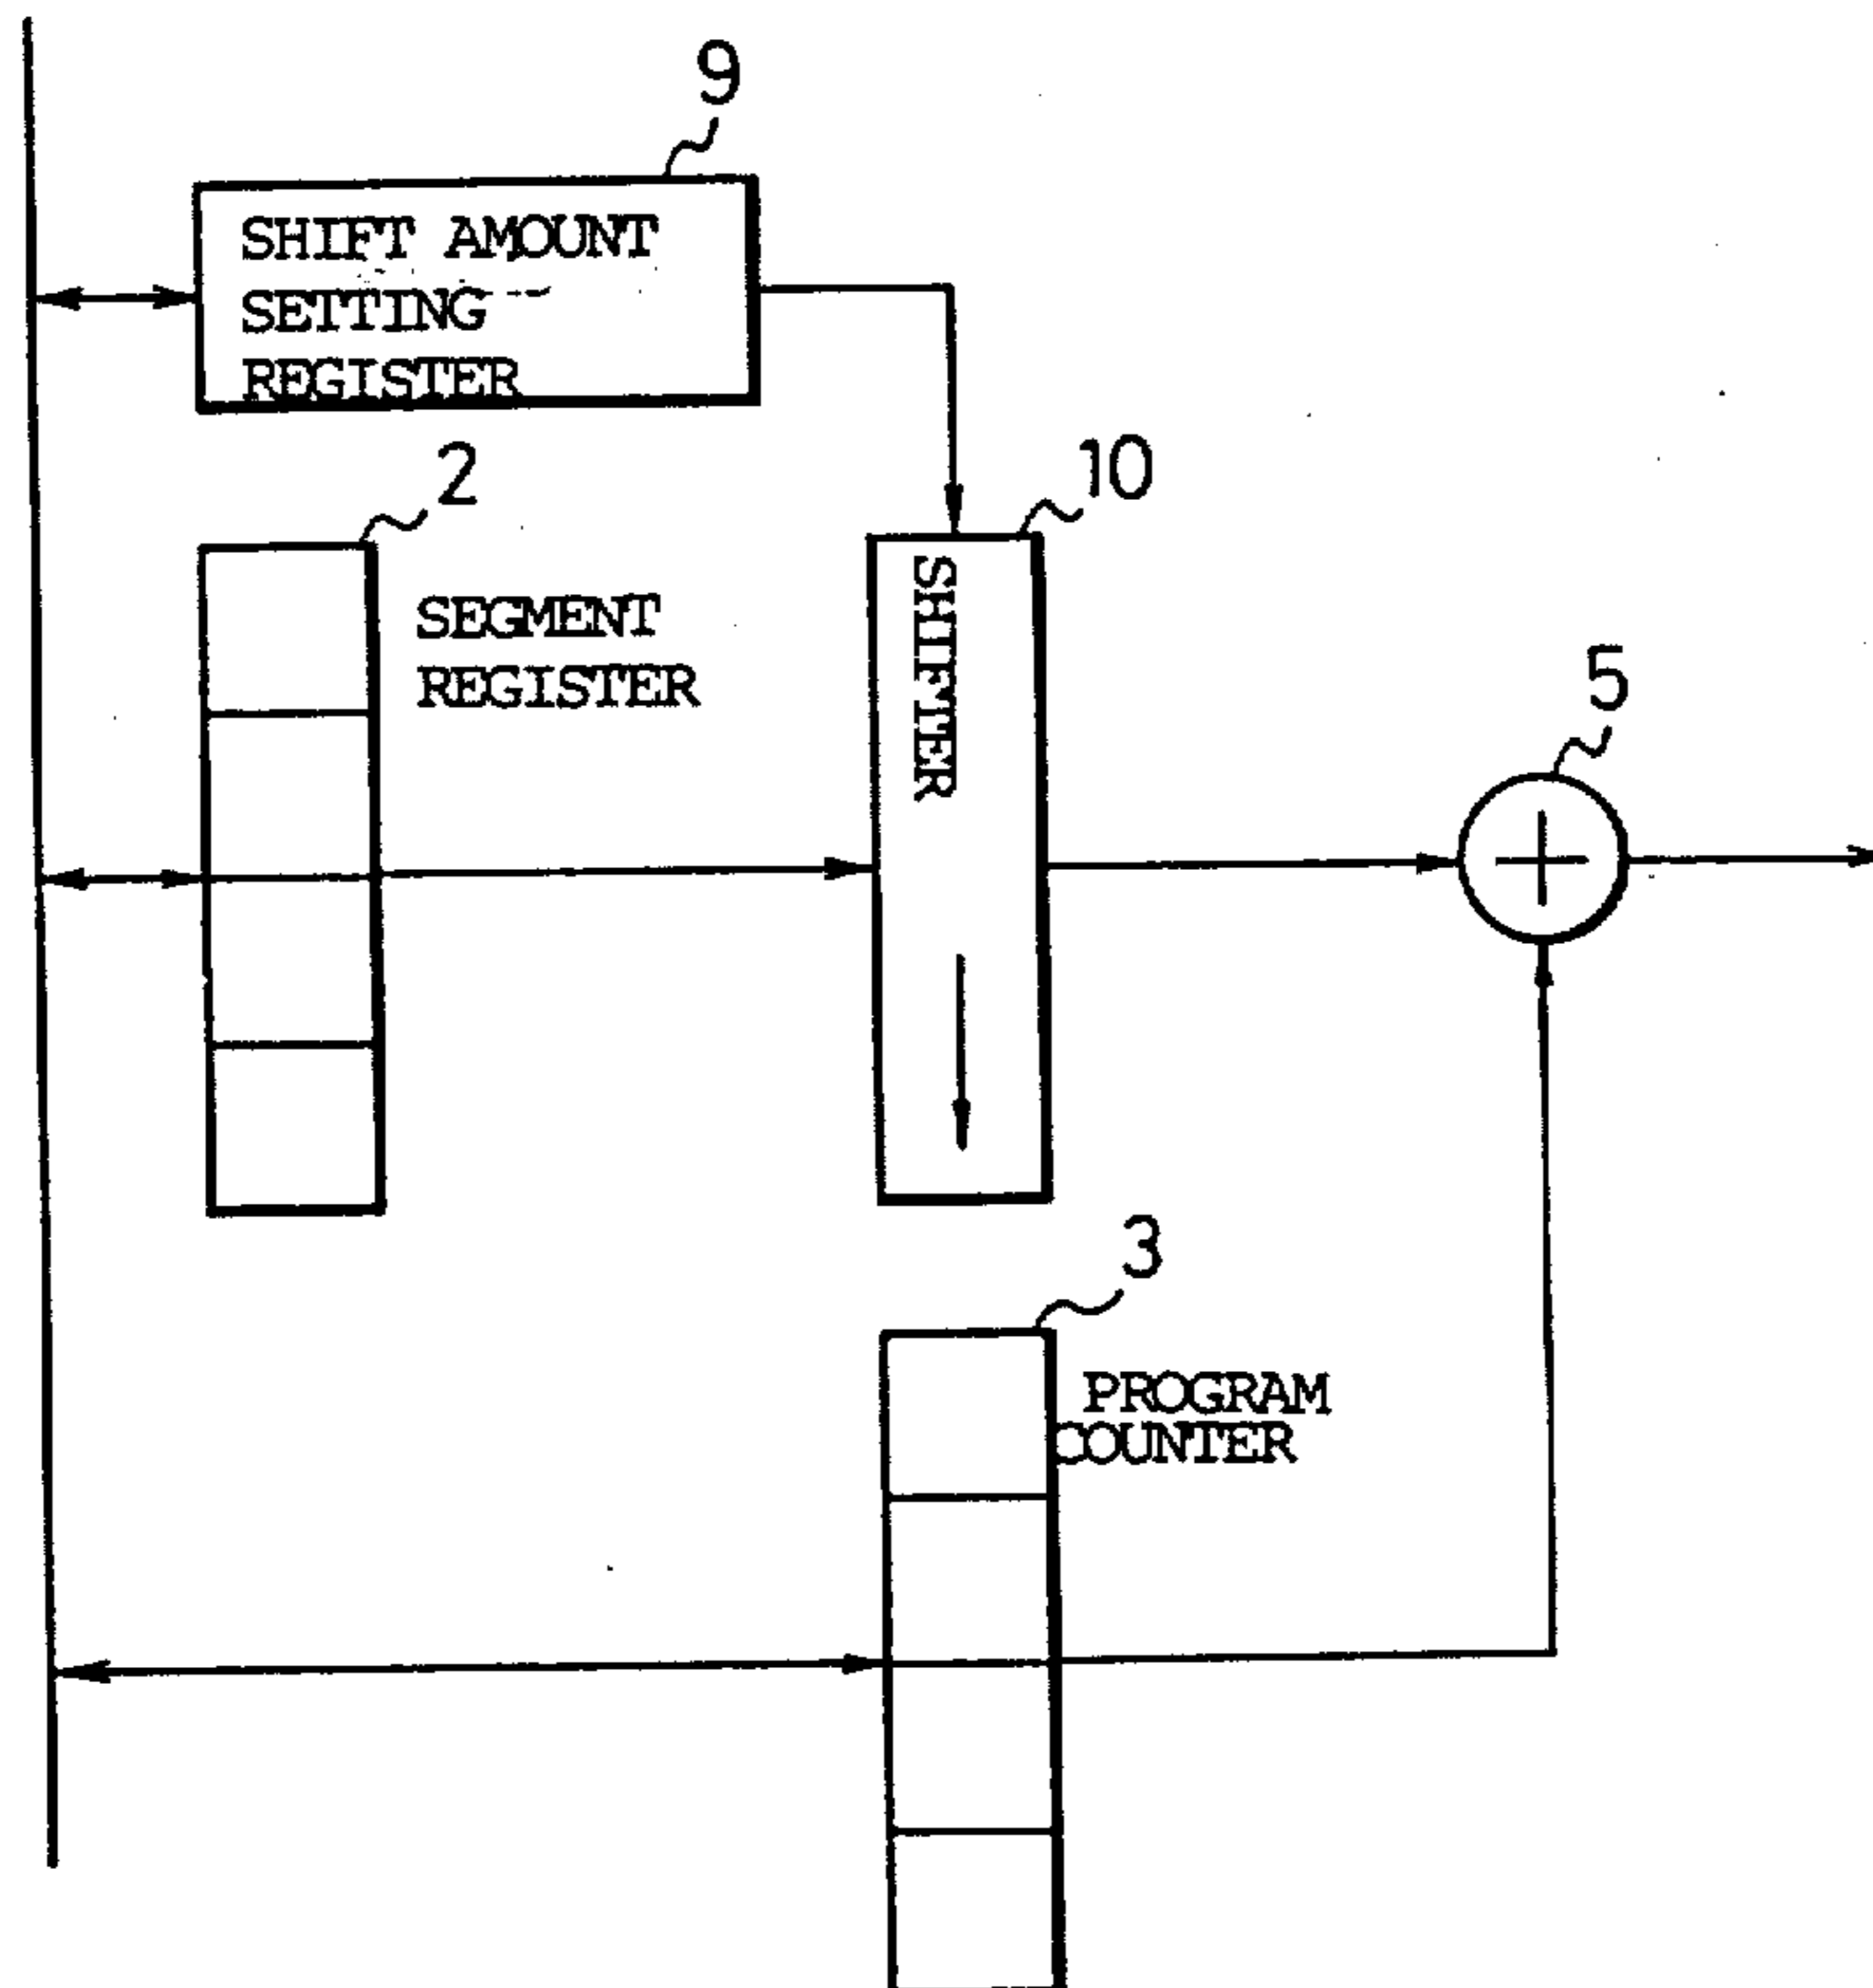 9
SHIFT AMOUNT
SETTING
REGISTER
2
10
SEGMENT
REGISTER
SHIFTER
5
3
PROGRAM
COUNTER